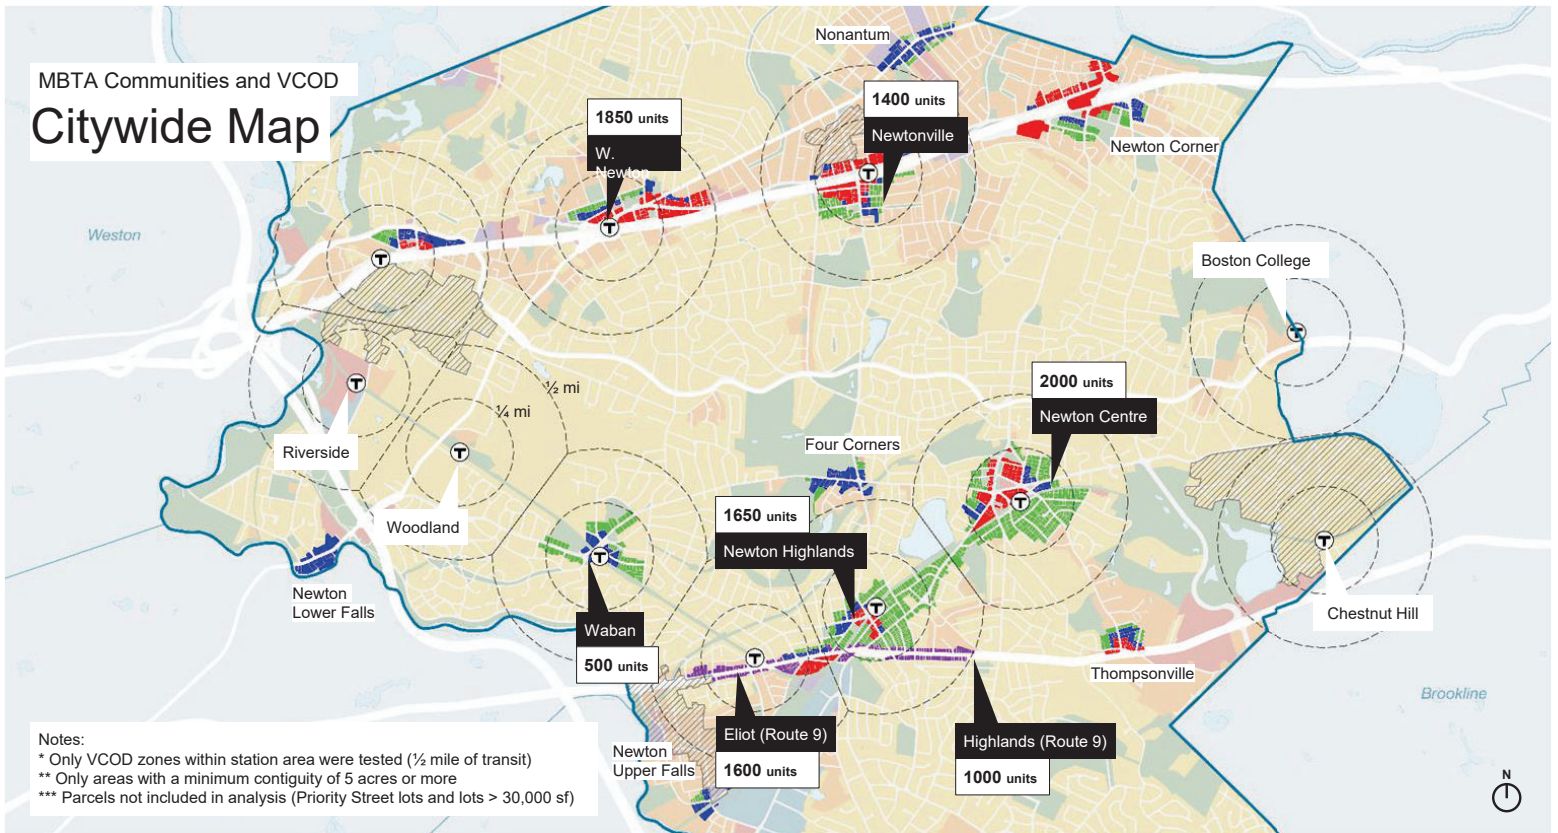 MBTA Communities and VCOD
Citywide Map
Nonantum
1850 units
W.
Newton
1400 units
Newtonville
Newton Corner
Weston
T
T
T
Boston College
T
½ mi
¼ mi
T
Riverside
T
Woodland
2000 units
Newton Centre
T
Four Corners
1650 units
Newton Highlands
T
T
Newton
Lower Falls
Waban
500 units
T
Chestnut Hill
T
Thompsonville
Brookline
Eliot (Route 9)
1600 units
Highlands (Route 9)
1000 units
Newton
Upper Falls
Notes:
* Only VCOD zones within station area were tested (½ mile of transit)
** Only areas with a minimum contiguity of 5 acres or more
*** Parcels not included in analysis (Priority Street lots and lots > 30,000 sf)
N